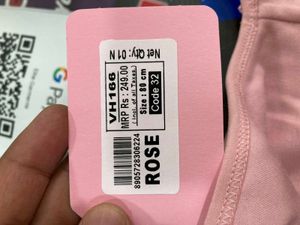 Net Qty: 01 N
VH166
MRP Rs : 249.00
(Incl. of all Taxes)
Size : 80 cm
Code 32
8905728306224
ROSE
G Pay